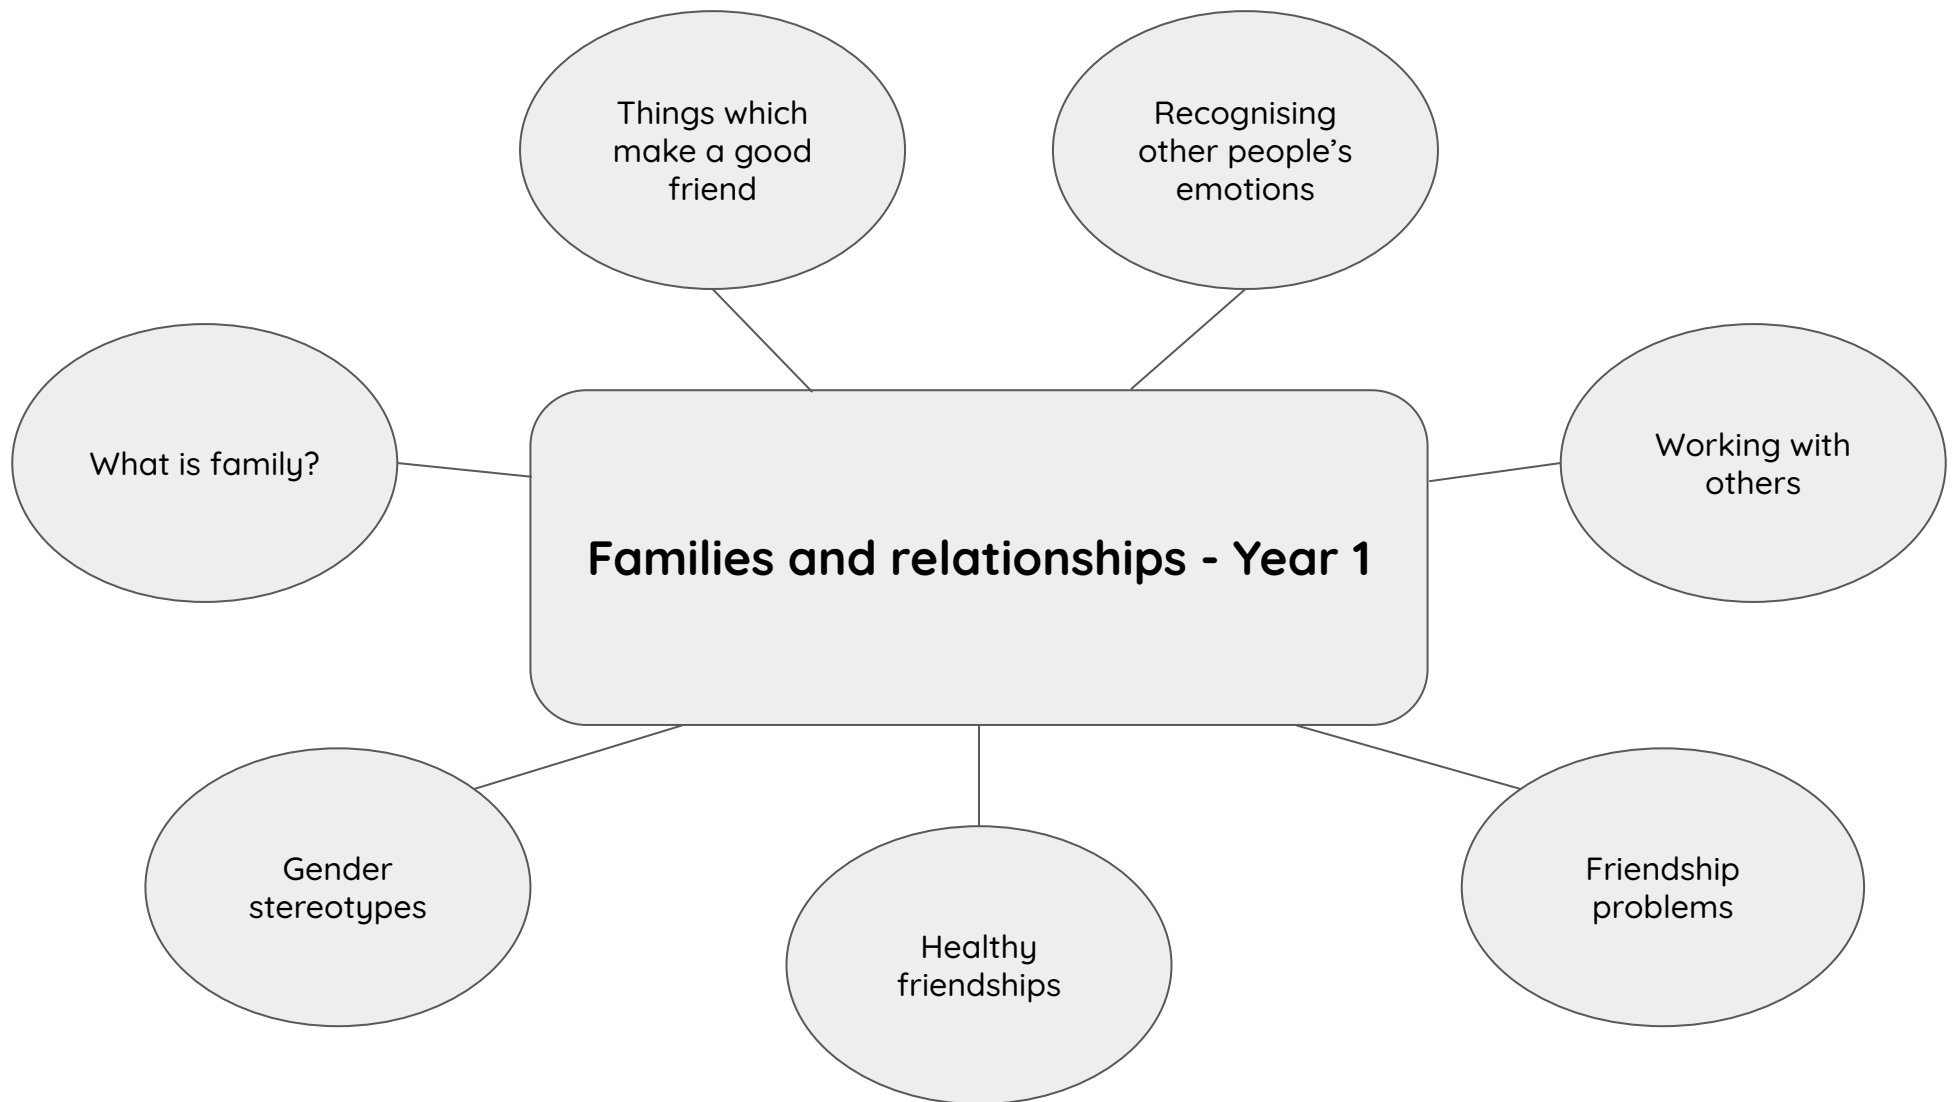 Things which
make a good
friend
Recognising
other people’s
emotions
What is family?
Working with
others
Families and relationships - Year 1
Gender
stereotypes
Healthy
friendships
Friendship
problems